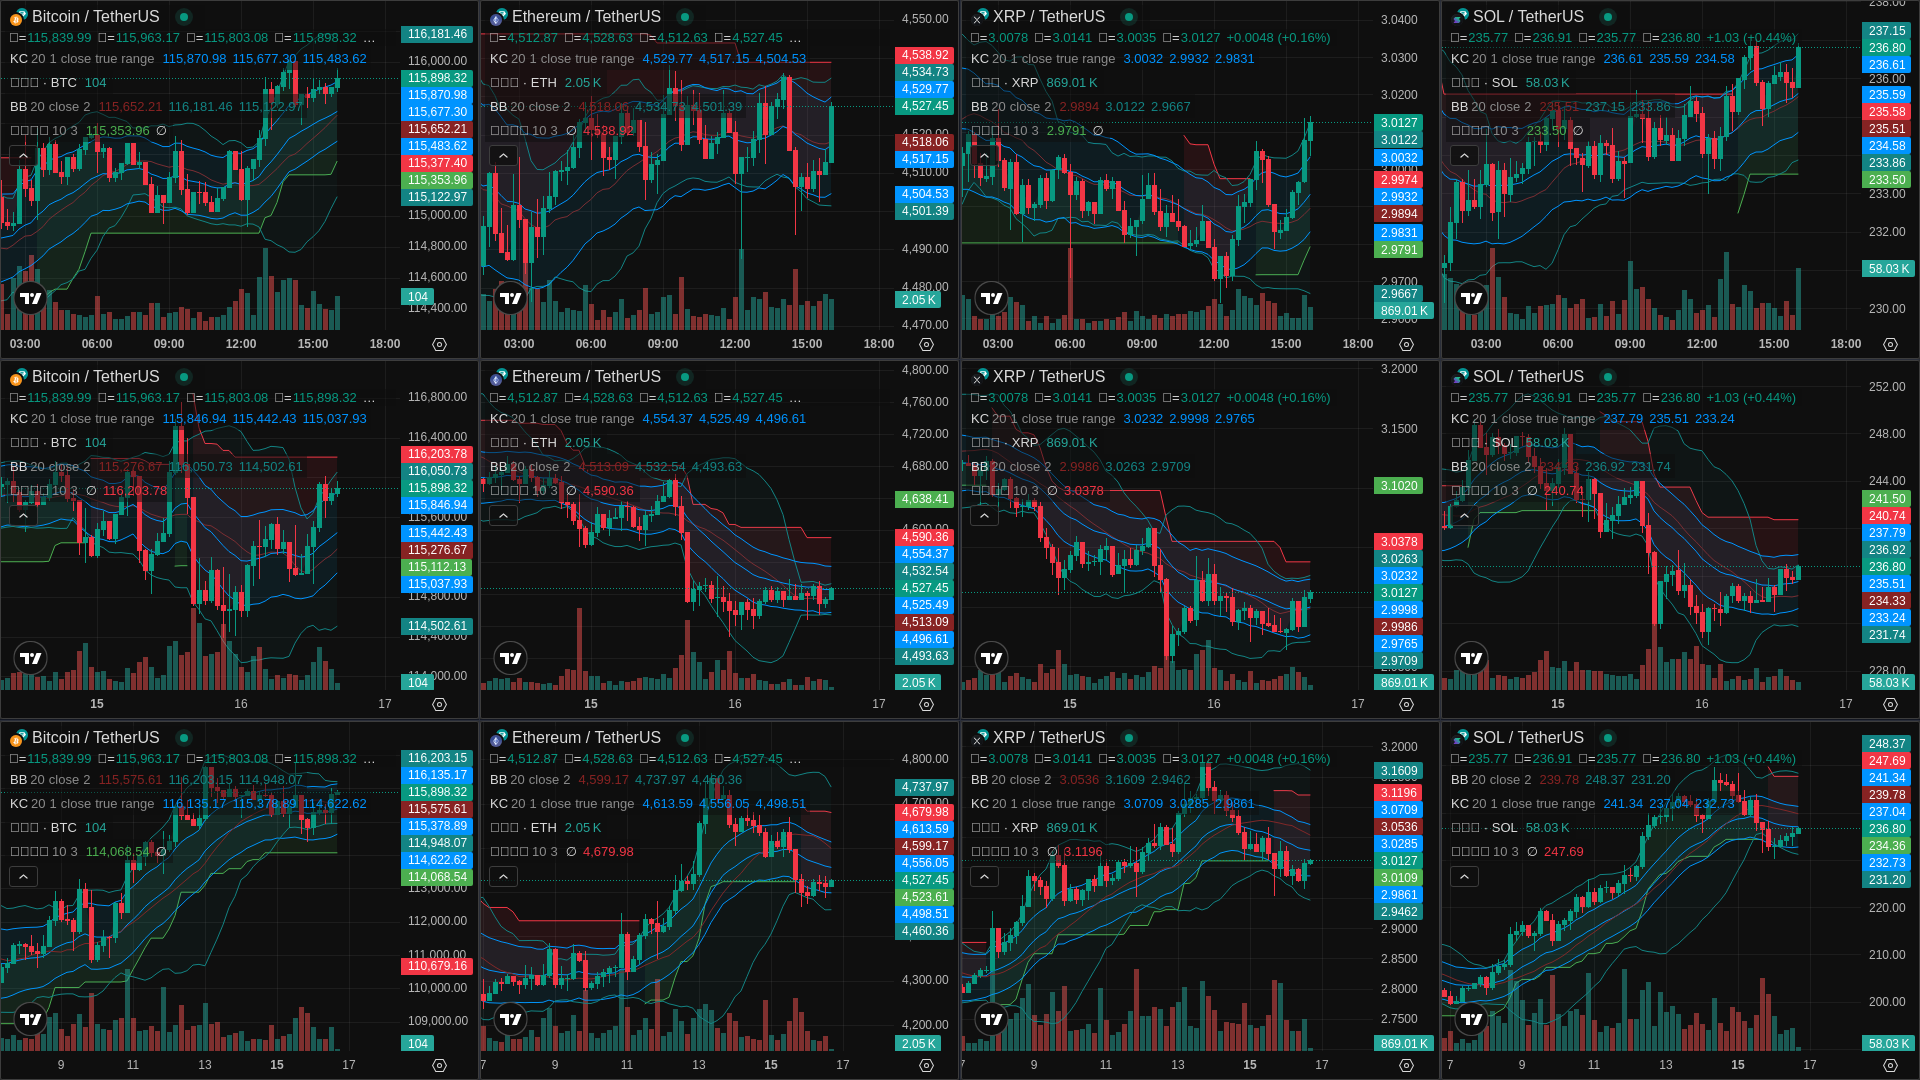 Bitcoin / TetherUS
=115,839.99 =115,963.17 =115,803.08 =115,898.32 ...
KC 20 1 close true range 115,870.98 115,677.30 115,483.62
· BTC 104
BB 20 close 2 115,652.21 116,181.46 115,122.97
10 3 115,353.96 ∅
116,181.46
116,000.00
115,898.32
115,870.98
115,677.30
115,652.21
115,483.62
115,377.40
115,353.96
115,122.97
115,000.00
114,800.00
114,600.00
104
114,400.00
03:00 06:00 09:00 12:00 15:00 18:00
Ethereum / TetherUS
=4,512.87 =4,528.63 =4,512.63 =4,527.45 ...
KC 20 1 close true range 4,529.77 4,517.15 4,504.53
· ETH 2.05 K
BB 20 close 2 4,518.06 4,534.73 4,501.39
10 3 ∅ 4,538.92
4,550.00
4,538.92
4,534.73
4,529.77
4,527.45
4,520.00
4,518.06
4,517.15
4,510.00
4,504.53
4,501.39
4,490.00
4,480.00
2.05 K
4,470.00
03:00 06:00 09:00 12:00 15:00 18:00
XRP / TetherUS
=3.0078 =3.0141 =3.0035 =3.0127 +0.0048 (+0.16%)
KC 20 1 close true range 3.0032 2.9932 2.9831
· XRP 869.01 K
BB 20 close 2 2.9894 3.0122 2.9667
10 3 2.9791 ∅
3.0400
3.0300
3.0200
3.0127
3.0122
3.0032
3.0000
2.9974
2.9932
2.9894
2.9831
2.9791
2.9700
2.9667
869.01 K
2.9600
03:00 06:00 09:00 12:00 15:00 18:00
SOL / TetherUS
=235.77 =236.91 =235.77 =236.80 +1.03 (+0.44%)
KC 20 1 close true range 236.61 235.59 234.58
· SOL 58.03 K
BB 20 close 2 235.51 237.15 233.86
10 3 233.50 ∅
238.00
237.15
236.80
236.61
236.00
235.59
235.58
235.51
234.58
233.86
233.50
233.00
232.00
58.03 K
230.00
03:00 06:00 09:00 12:00 15:00 18:00
Bitcoin / TetherUS
=115,839.99 =115,963.17 =115,803.08 =115,898.32 ...
KC 20 1 close true range 115,846.94 115,442.43 115,037.93
· BTC 104
BB 20 close 2 115,276.67 116,050.73 114,502.61
10 3 ∅ 116,203.78
116,800.00
116,400.00
116,203.78
116,050.73
115,898.32
115,846.94
115,600.00
115,442.43
115,276.67
115,112.13
115,037.93
114,800.00
114,502.61
114,400.00
114,000.00
104
15 16 17
Ethereum / TetherUS
=4,512.87 =4,528.63 =4,512.63 =4,527.45 ...
KC 20 1 close true range 4,554.37 4,525.49 4,496.61
· ETH 2.05 K
BB 20 close 2 4,513.09 4,532.54 4,493.63
10 3 ∅ 4,590.36
4,800.00
4,760.00
4,720.00
4,680.00
4,638.41
4,600.00
4,590.36
4,554.37
4,532.54
4,527.45
4,525.49
4,513.09
4,496.61
4,493.63
2.05 K
15 16 17
XRP / TetherUS
=3.0078 =3.0141 =3.0035 =3.0127 +0.0048 (+0.16%)
KC 20 1 close true range 3.0232 2.9998 2.9765
· XRP 869.01 K
BB 20 close 2 2.9986 3.0263 2.9709
10 3 ∅ 3.0378
3.2000
3.1500
3.1020
3.0378
3.0263
3.0232
3.0127
2.9998
2.9986
2.9765
2.9709
869.01 K
15 16 17
SOL / TetherUS
=235.77 =236.91 =235.77 =236.80 +1.03 (+0.44%)
KC 20 1 close true range 237.79 235.51 233.24
· SOL 58.03 K
BB 20 close 2 234.33 236.92 231.74
10 3 ∅ 240.74
252.00
248.00
244.00
241.50
240.74
237.79
236.92
236.80
235.51
234.33
233.24
231.74
228.00
58.03 K
15 16 17
Bitcoin / TetherUS
=115,839.99 =115,963.17 =115,803.08 =115,898.32 ...
BB 20 close 2 115,575.61 116,203.15 114,948.07
KC 20 1 close true range 116,135.17 115,378.89 114,622.62
· BTC 104
10 3 114,068.54 ∅
116,203.15
116,135.17
115,898.32
115,575.61
115,378.89
114,948.07
114,622.62
114,068.54
113,000.00
112,000.00
111,000.00
110,679.16
110,000.00
109,000.00
104
9 11 13 15 17
Ethereum / TetherUS
=4,512.87 =4,528.63 =4,512.63 =4,527.45 ...
BB 20 close 2 4,599.17 4,737.97 4,460.36
KC 20 1 close true range 4,613.59 4,556.05 4,498.51
· ETH 2.05 K
10 3 ∅ 4,679.98
4,800.00
4,737.97
4,700.00
4,679.98
4,613.59
4,599.17
4,556.05
4,527.45
4,523.61
4,498.51
4,460.36
4,300.00
4,200.00
2.05 K
7 9 11 13 15 17
XRP / TetherUS
=3.0078 =3.0141 =3.0035 =3.0127 +0.0048 (+0.16%)
BB 20 close 2 3.0536 3.1609 2.9462
KC 20 1 close true range 3.0709 3.0285 2.9861
· XRP 869.01 K
10 3 ∅ 3.1196
3.2000
3.1609
3.1196
3.0709
3.0536
3.0285
3.0127
3.0109
2.9861
2.9462
2.9000
2.8500
2.8000
2.7500
869.01 K
7 9 11 13 15 17
SOL / TetherUS
=235.77 =236.91 =235.77 =236.80 +1.03 (+0.44%)
BB 20 close 2 239.78 248.37 231.20
KC 20 1 close true range 241.34 237.04 232.73
· SOL 58.03 K
10 3 ∅ 247.69
248.37
247.69
241.34
239.78
237.04
236.80
234.36
232.73
231.20
220.00
210.00
200.00
58.03 K
7 9 11 13 15 17